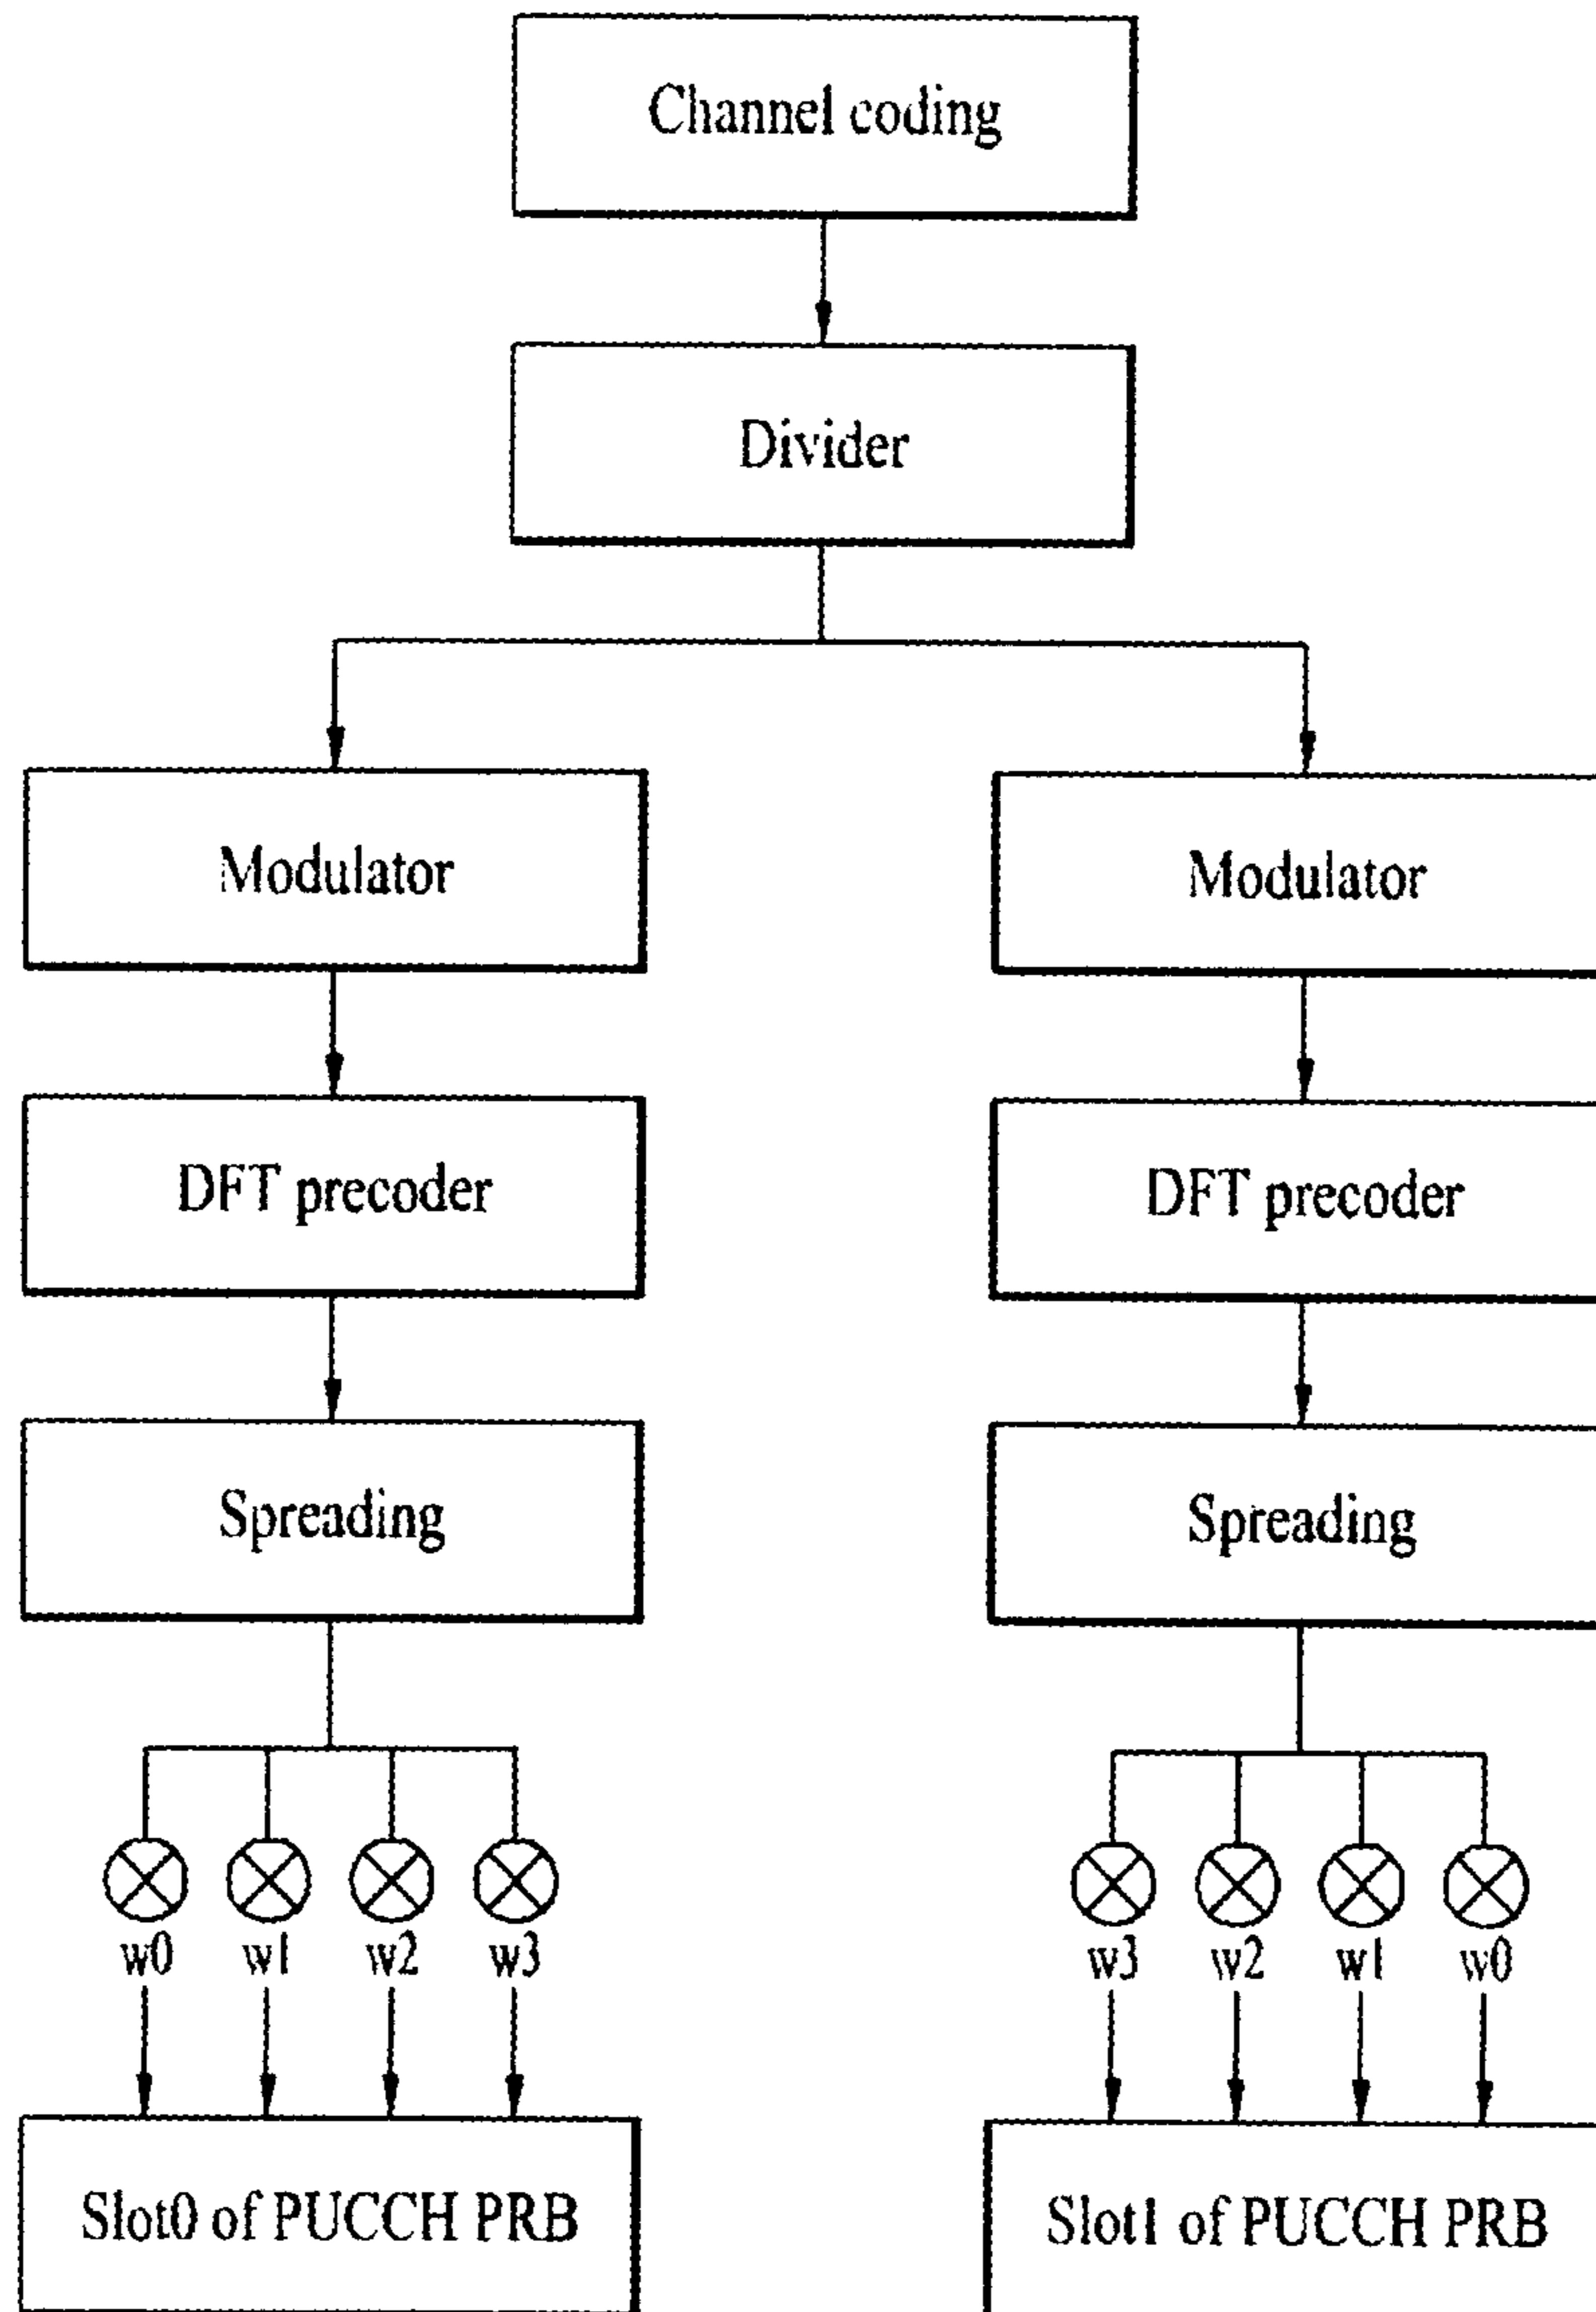 Channel coding
Divider
Modulator
Modulator
DFT precoder
DFT precoder
Spreading
Spreading
w0 w1 w2 w3
w3 w2 w1 w0
Slot0 of PUCCH PRB
Slot1 of PUCCH PRB